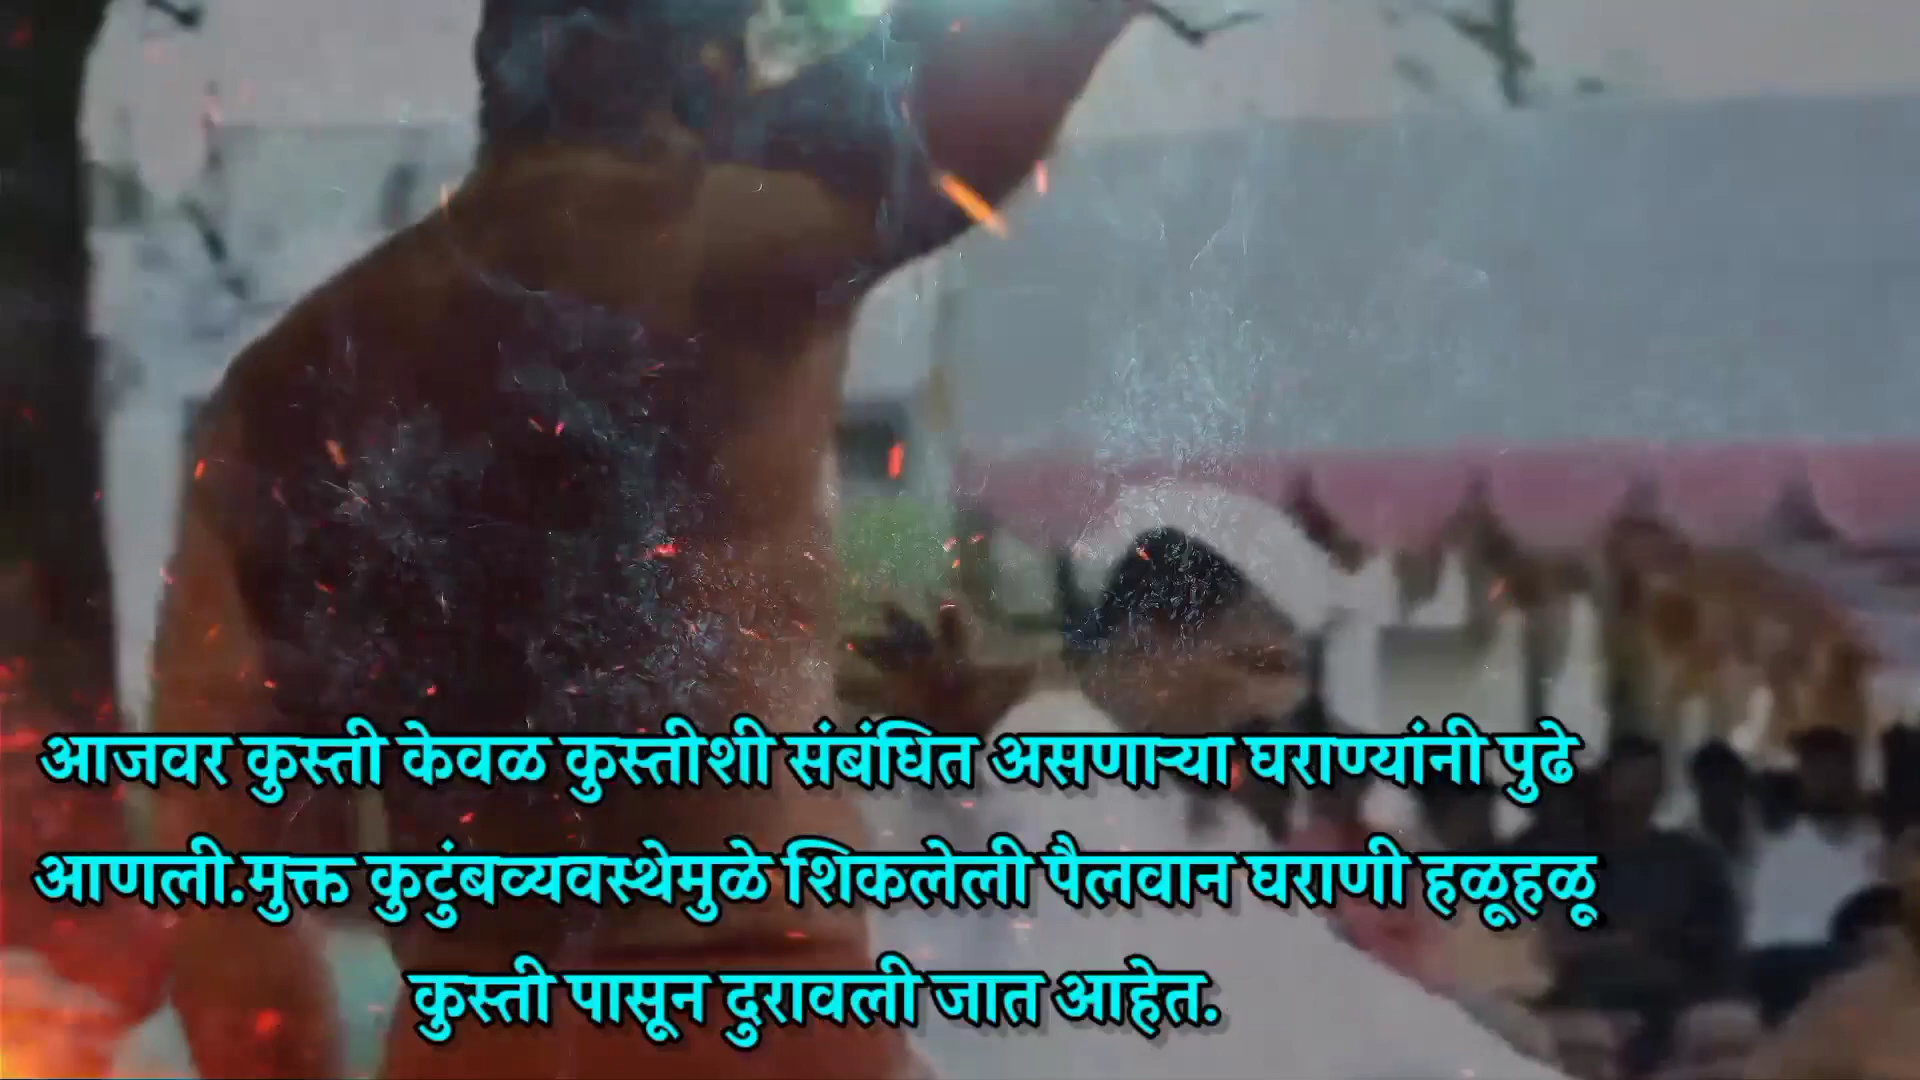 आजवर कुस्ती केवळ कुस्तीशी संबंधित असणाऱ्या घराण्यांनी पुढे
आणली.मुक्त कुटुंबव्यवस्थेमुळे शिकलेली पैलवान घराणी हळूहळू
कुस्ती पासून दुरावली जात आहेत.